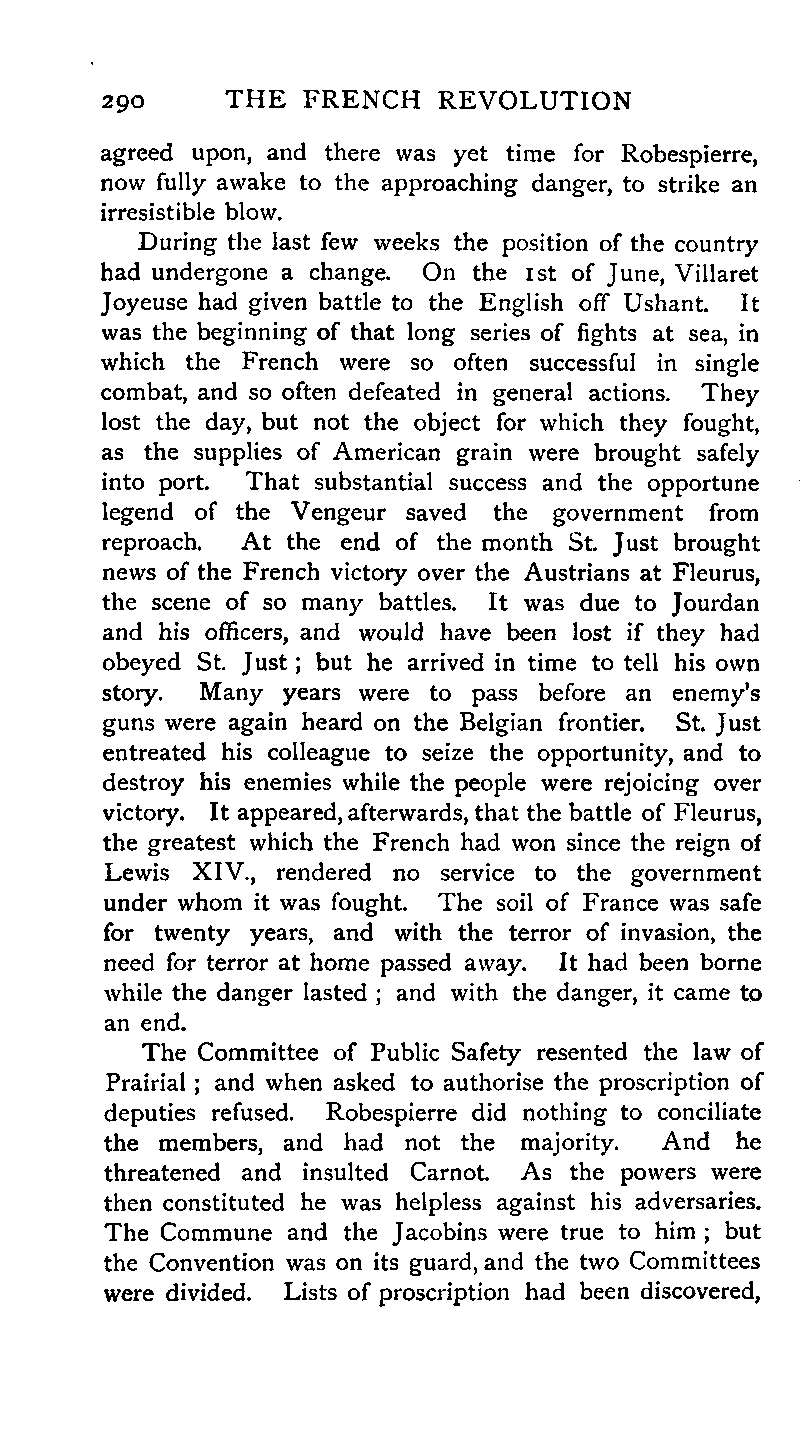 290 THE FRENCH REVOLUTION
agreed upon, and there was yet time for Robespierre,
now fully awake to the approaching danger, to strike an
irresistible blow.
During the last few weeks the position of the country
had undergone a change. On the 1st of June, Villaret
Joyeuse had given battle to the English off Ushant. It
was the beginning of that long series of fights at sea, in
which the French were so often successful in single
combat, and so often defeated in general actions. They
lost the day, but not the object for which they fought,
as the supplies of American grain were brought safely
into port. That substantial success and the opportune
legend of the Vengeur saved the government from
reproach. At the end of the month St. Just brought
news of the French victory over the Austrians at Fleurus,
the scene of so many battles. It was due to Jourdan
and his officers, and would have been lost if they had
obeyed St. Just ; but he arrived in time to tell his own
story. Many years were to pass before an enemy's
guns were again heard on the Belgian frontier. St. Just
entreated his colleague to seize the opportunity, and to
destroy his enemies while the people were rejoicing over
victory. It appeared, afterwards, that the battle of Fleurus,
the greatest which the French had won since the reign of
Lewis XIV., rendered no service to the government
under whom it was fought. The soil of France was safe
for twenty years, and with the terror of invasion, the
need for terror at home passed away. It had been borne
while the danger lasted ; and with the danger, it came to
an end.
The Committee of Public Safety resented the law of
Prairial ; and when asked to authorise the proscription of
deputies refused. Robespierre did nothing to conciliate
the members, and had not the majority. And he
threatened and insulted Carnot. As the powers were
then constituted he was helpless against his adversaries.
The Commune and the Jacobins were true to him ; but
the Convention was on its guard, and the two Committees
were divided. Lists of proscription had been discovered,